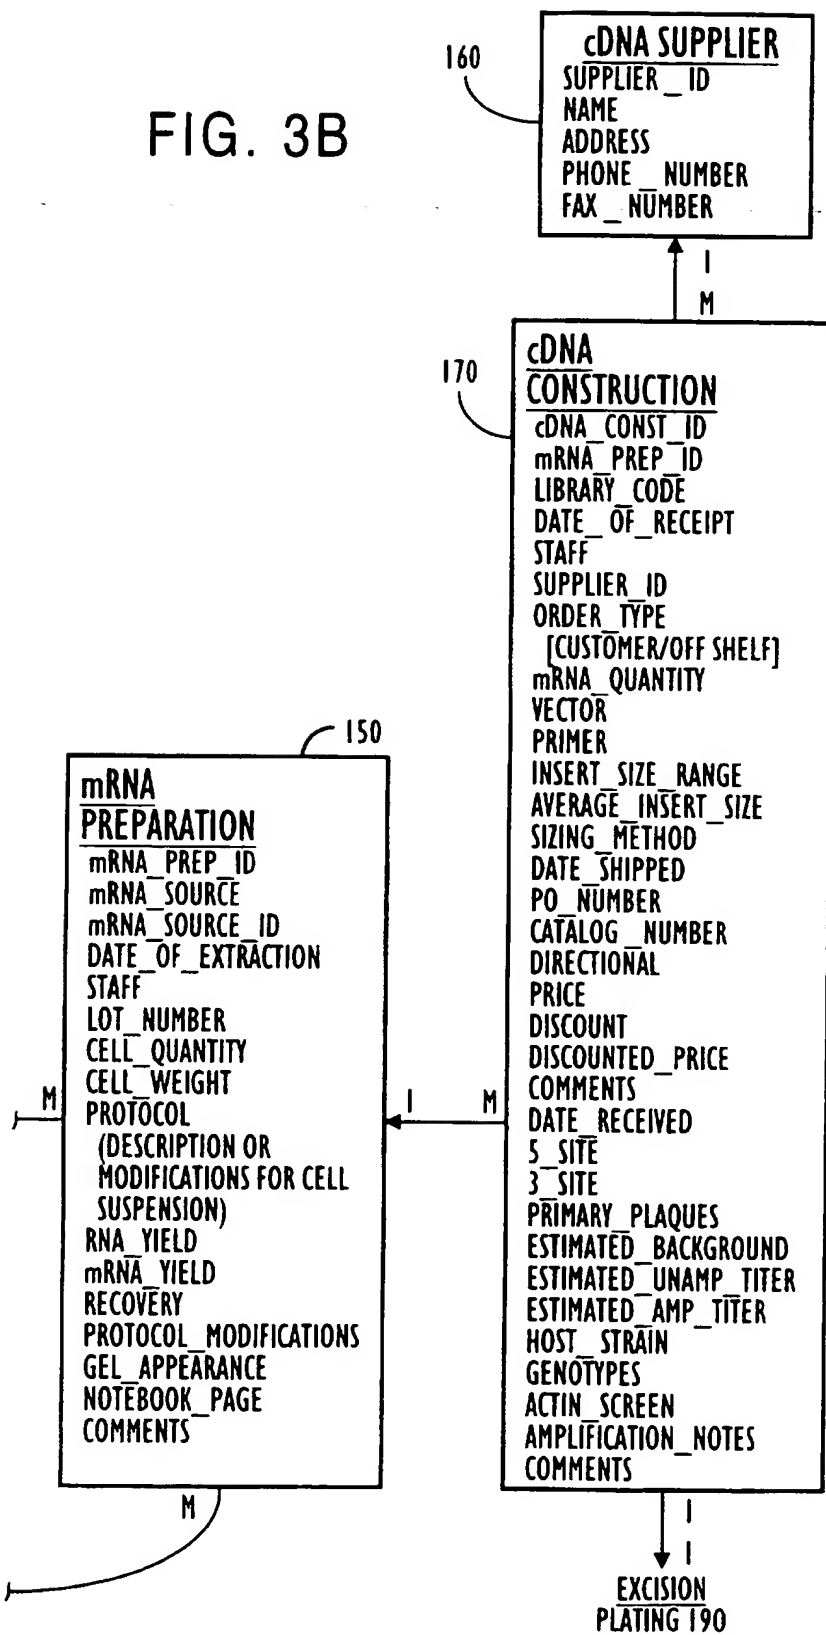 FIG. 3B
160
cDNA SUPPLIER
SUPPLIER_ID
NAME
ADDRESS
PHONE_NUMBER
FAX_NUMBER
1
M
170
cDNA
CONSTRUCTION
cDNA_CONST_ID
mRNA_PREP_ID
LIBRARY_CODE
DATE_OF_RECEIPT
STAFF
SUPPLIER_ID
ORDER_TYPE
[CUSTOMER/OFF SHELF]
mRNA_QUANTITY
VECTOR
PRIMER
INSERT_SIZE_RANGE
AVERAGE_INSERT_SIZE
SIZING_METHOD
DATE_SHIPPED
PO_NUMBER
CATALOG_NUMBER
DIRECTIONAL
PRICE
DISCOUNT
DISCOUNTED_PRICE
COMMENTS
DATE_RECEIVED
5_SITE
3_SITE
PRIMARY_PLAQUES
ESTIMATED_BACKGROUND
ESTIMATED_UNAMP_TITER
ESTIMATED_AMP_TITER
HOST_STRAIN
GENOTYPES
ACTIN_SCREEN
AMPLIFICATION_NOTES
COMMENTS
150
mRNA
PREPARATION
mRNA_PREP_ID
mRNA_SOURCE
mRNA_SOURCE_ID
DATE_OF_EXTRACTION
STAFF
LOT_NUMBER
CELL_QUANTITY
CELL_WEIGHT
PROTOCOL
(DESCRIPTION OR
MODIFICATIONS FOR CELL
SUSPENSION)
RNA_YIELD
mRNA_YIELD
RECOVERY
PROTOCOL_MODIFICATIONS
GEL_APPEARANCE
NOTEBOOK_PAGE
COMMENTS
M
1 M
M
1
1
EXCISION
PLATING 190